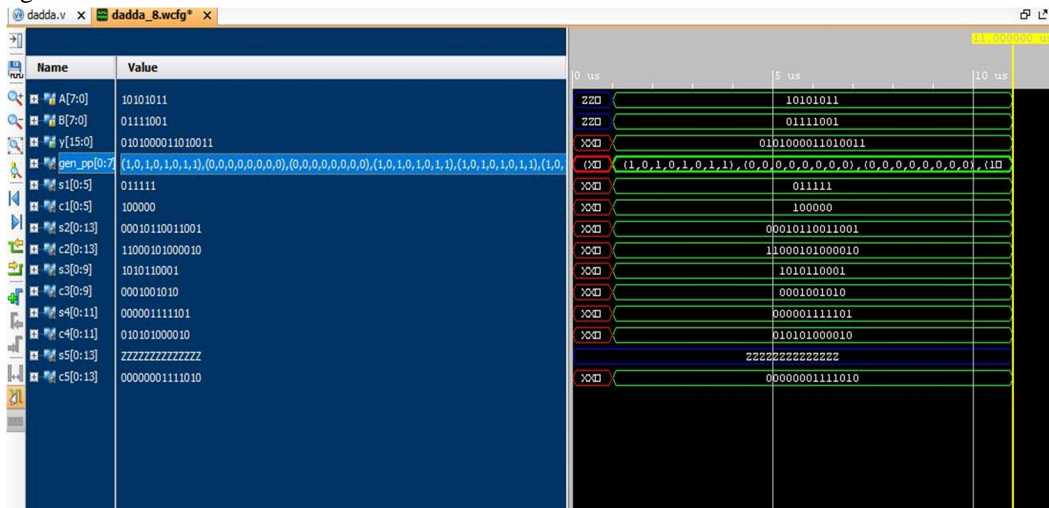 dadda.v x dadda_8.wcfg* x
11.000000 us
Name Value
0 us 5 us 10 us
A[7:0] 10101011 10101011
B[7:0] 01111001 01111001
y[15:0] 0101000011010011 0101000011010011
gen_pp[0:7] (1,0,1,0,1,0,1,1),(0,0,0,0,0,0,0,0),(0,0,0,0,0,0,0,0),(1,0,1,0,1,0,1,1),(1,0,1,0,1,0,1,1),(1,0, (1,0,1,0,1,0,1,1),(0,0,0,0,0,0,0,0),(0,0,0,0,0,0,0,0),(1
s1[0:5] 011111 011111
c1[0:5] 100000 100000
s2[0:13] 00010110011001 00010110011001
c2[0:13] 11000101000010 11000101000010
s3[0:9] 1010110001 1010110001
c3[0:9] 0001001010 0001001010
s4[0:11] 000001111101 000001111101
c4[0:11] 010101000010 010101000010
s5[0:13] ZZZZZZZZZZZZZZ ZZZZZZZZZZZZZZ
c5[0:13] 00000001111010 00000001111010